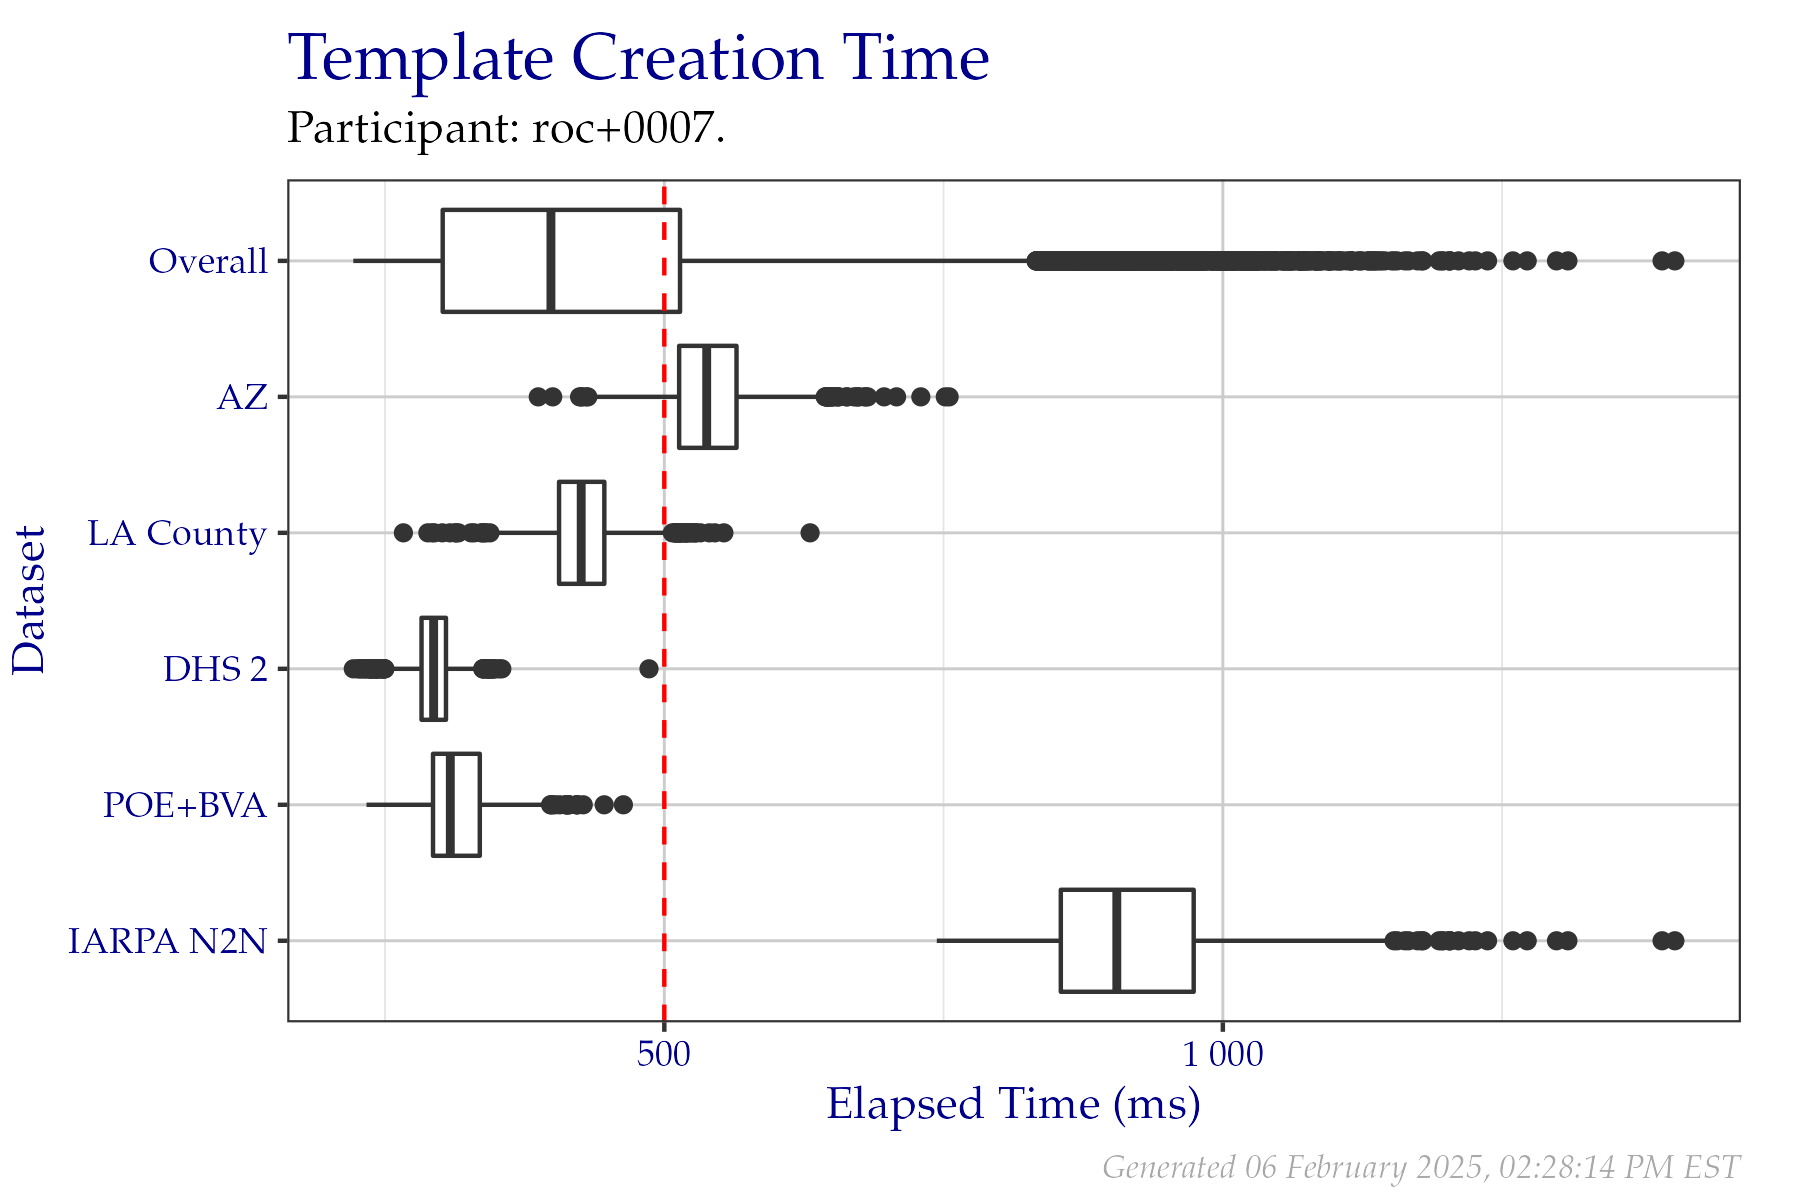 Template Creation Time
Participant: roc+0007.
Dataset
Overall
AZ
LA County
DHS 2
POE+BVA
IARPA N2N
500
1 000
Elapsed Time (ms)
Generated 06 February 2025, 02:28:14 PM EST